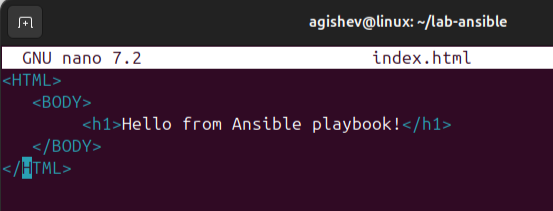 agishev@linux: ~/lab-ansible
GNU nano 7.2 index.html
<HTML>
<BODY>
<h1>Hello from Ansible playbook!</h1>
</BODY>
</HTML>